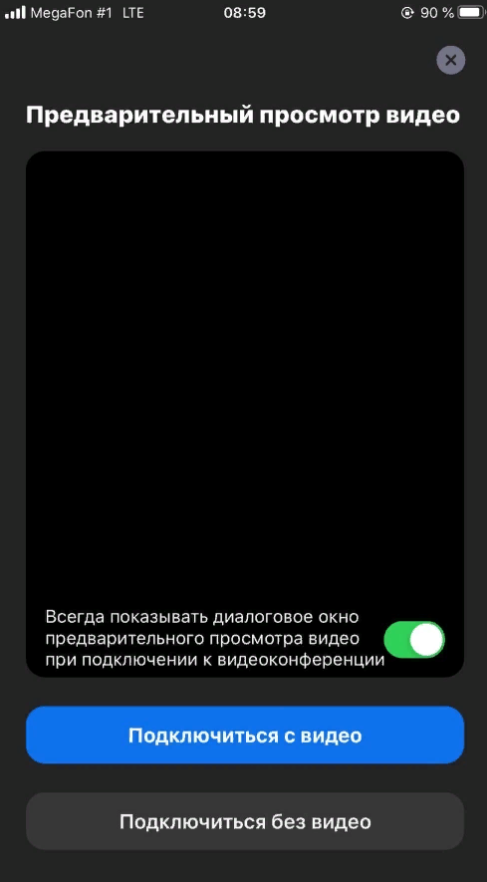 MegaFon #1 LTE 08:59 90 %
Предварительный просмотр видео
Всегда показывать диалоговое окно
предварительного просмотра видео
при подключении к видеоконференции
Подключиться с видео
Подключиться без видео